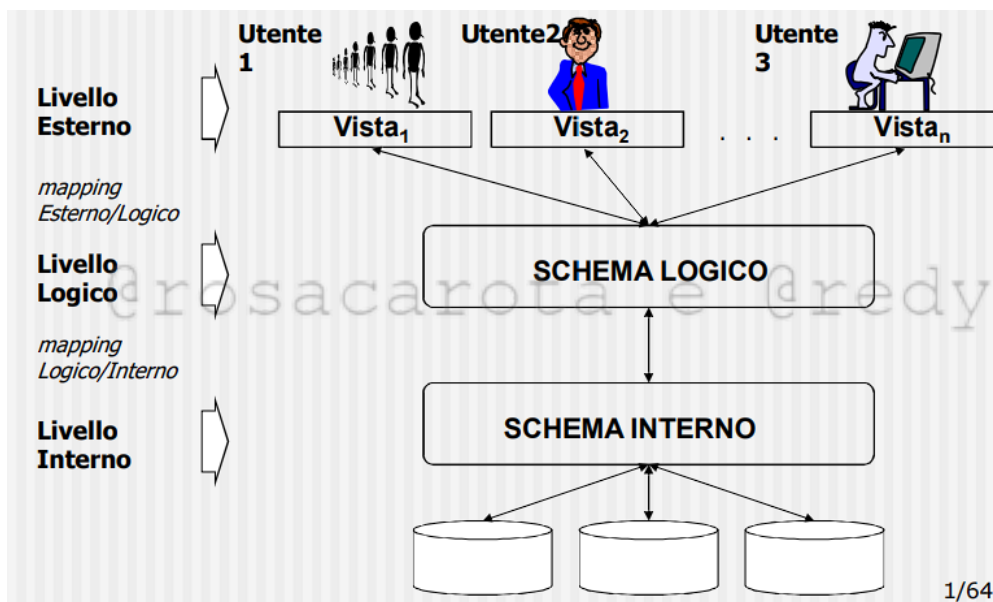 Utente 1
Utente2
Utente 3
Livello
Esterno
Vista1
Vista2
. . .
Vistan
mapping
Esterno/Logico
Livello
Logico
SCHEMA LOGICO
@rosacarota e @redy
mapping
Logico/Interno
Livello
Interno
SCHEMA INTERNO
1/64